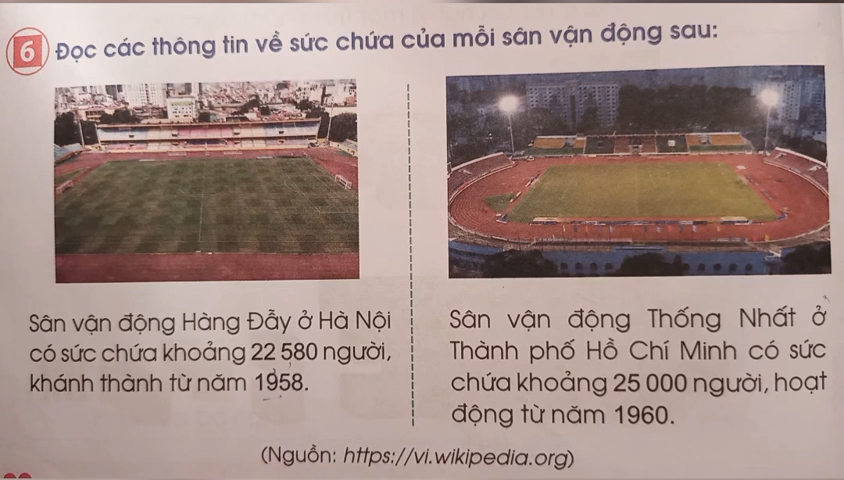 6 Đọc các thông tin về sức chứa của mỗi sân vận động sau:
Sân vận động Hàng Đẫy ở Hà Nội
có sức chứa khoảng 22 580 người,
khánh thành từ năm 1958.
Sân vận động Thống Nhất ở
Thành phố Hồ Chí Minh có sức
chứa khoảng 25 000 người, hoạt
động từ năm 1960.
(Nguồn: https://vi.wikipedia.org)